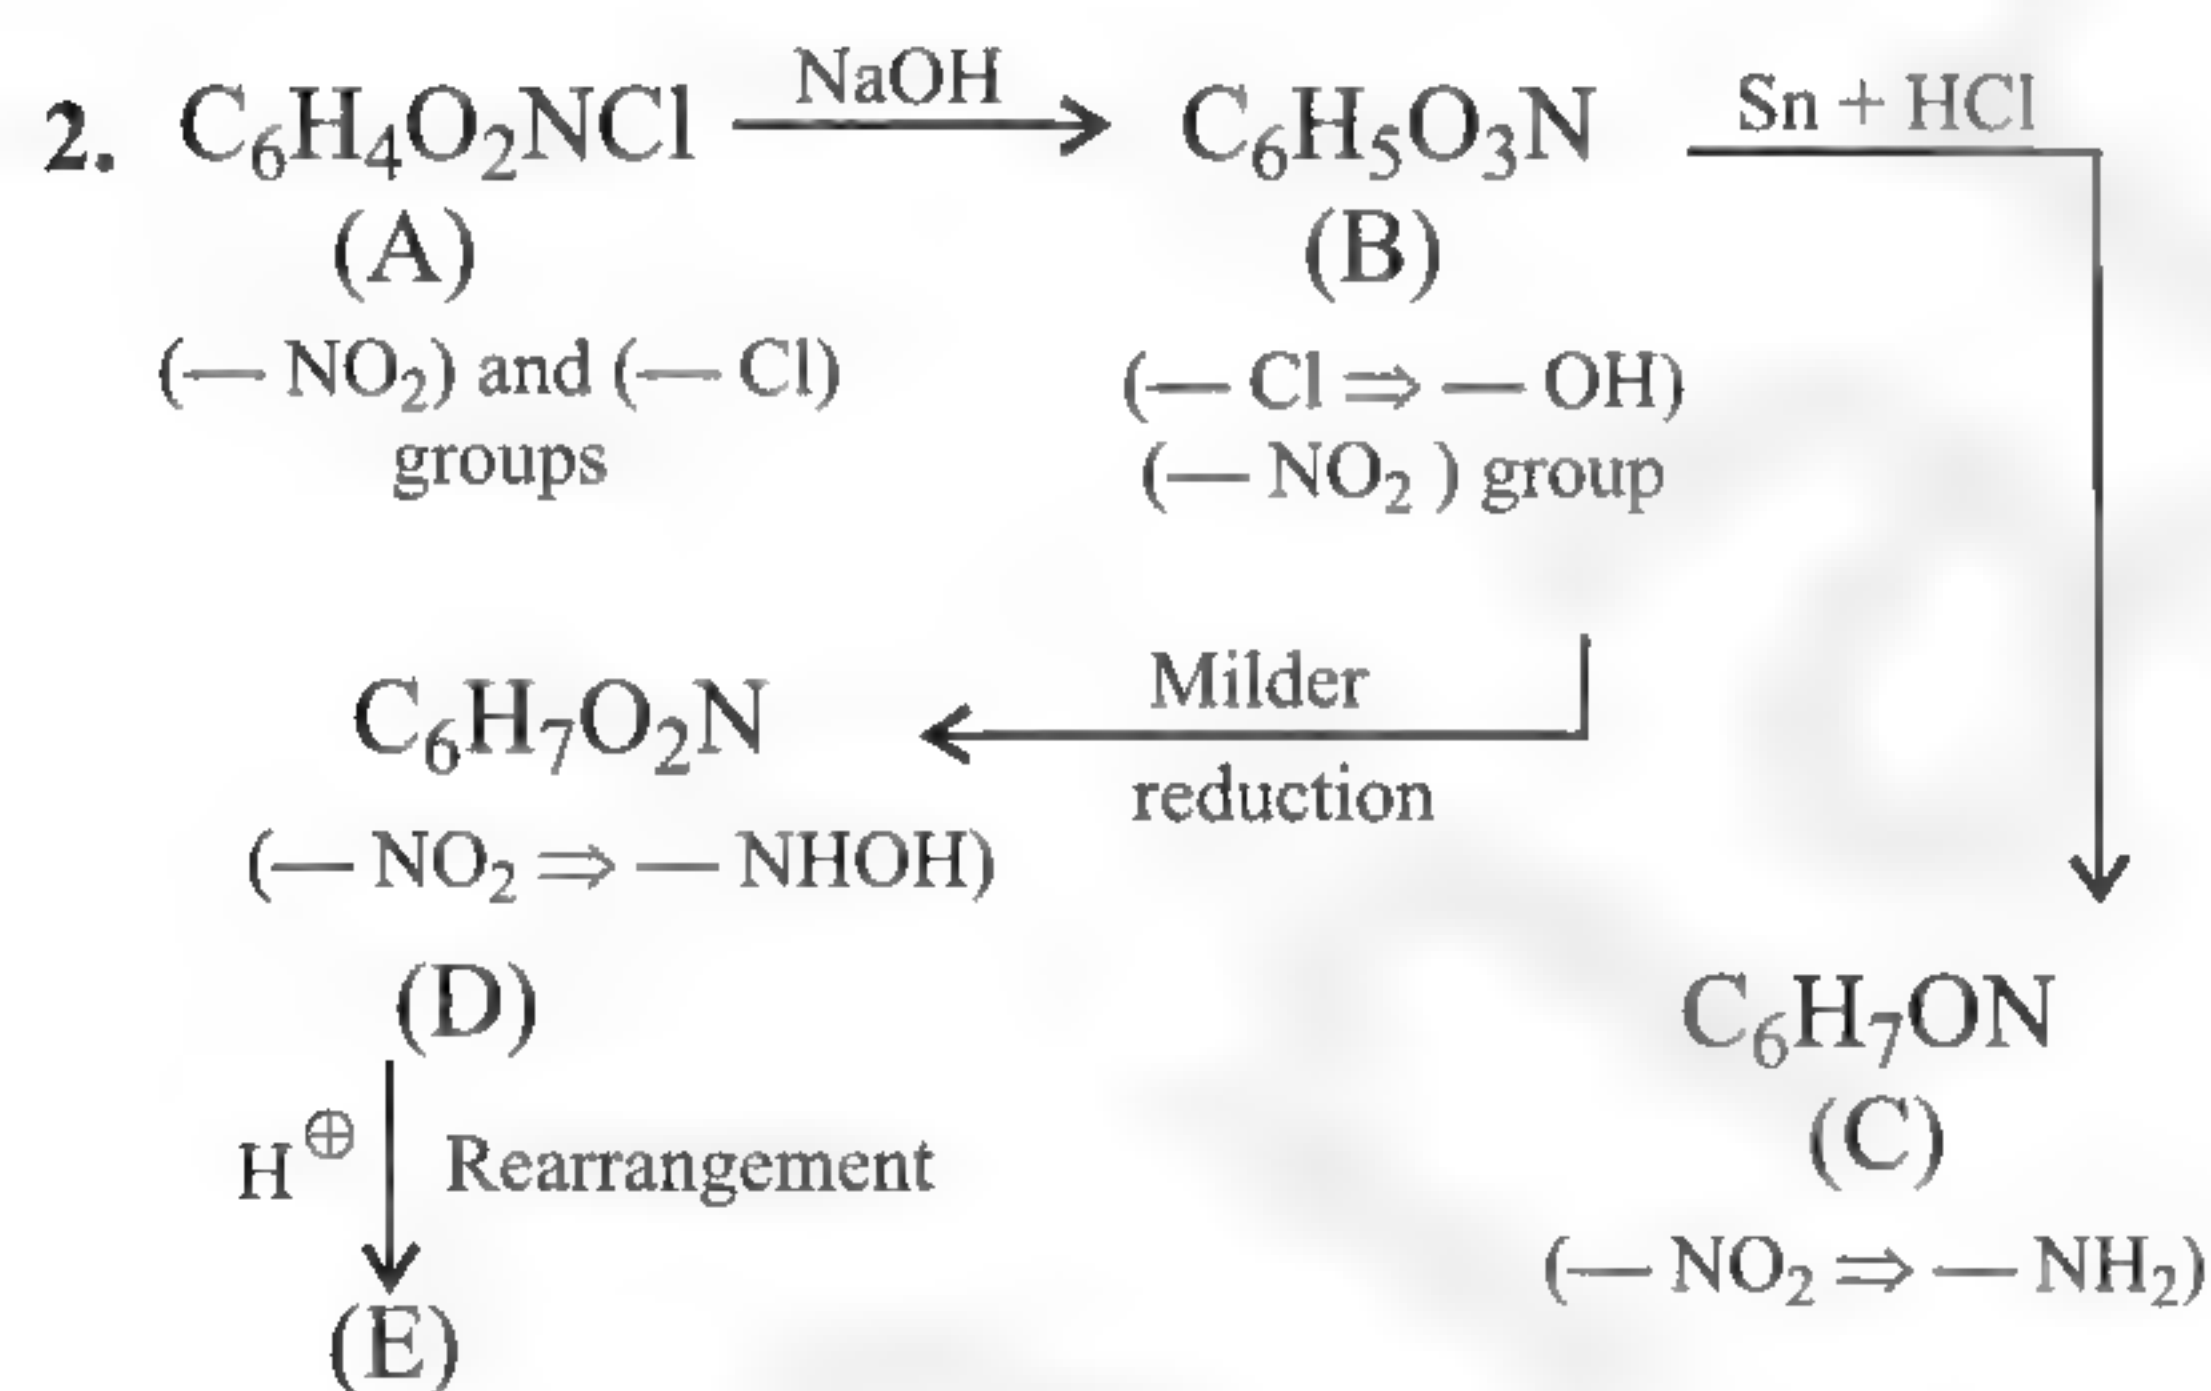 2. C₆H₄O₂NCl NaOH C₆H₅O₃N Sn + HCl
(A) (B)
(— NO₂) and (— Cl) (— Cl ⇒ — OH)
groups (— NO₂ ) group
C₆H₇O₂N Milder
reduction
(— NO₂ ⇒ — NHOH)
(D) C₆H₇ON
H⊕ Rearrangement (C)
(— NO₂ ⇒ — NH₂)
(E)